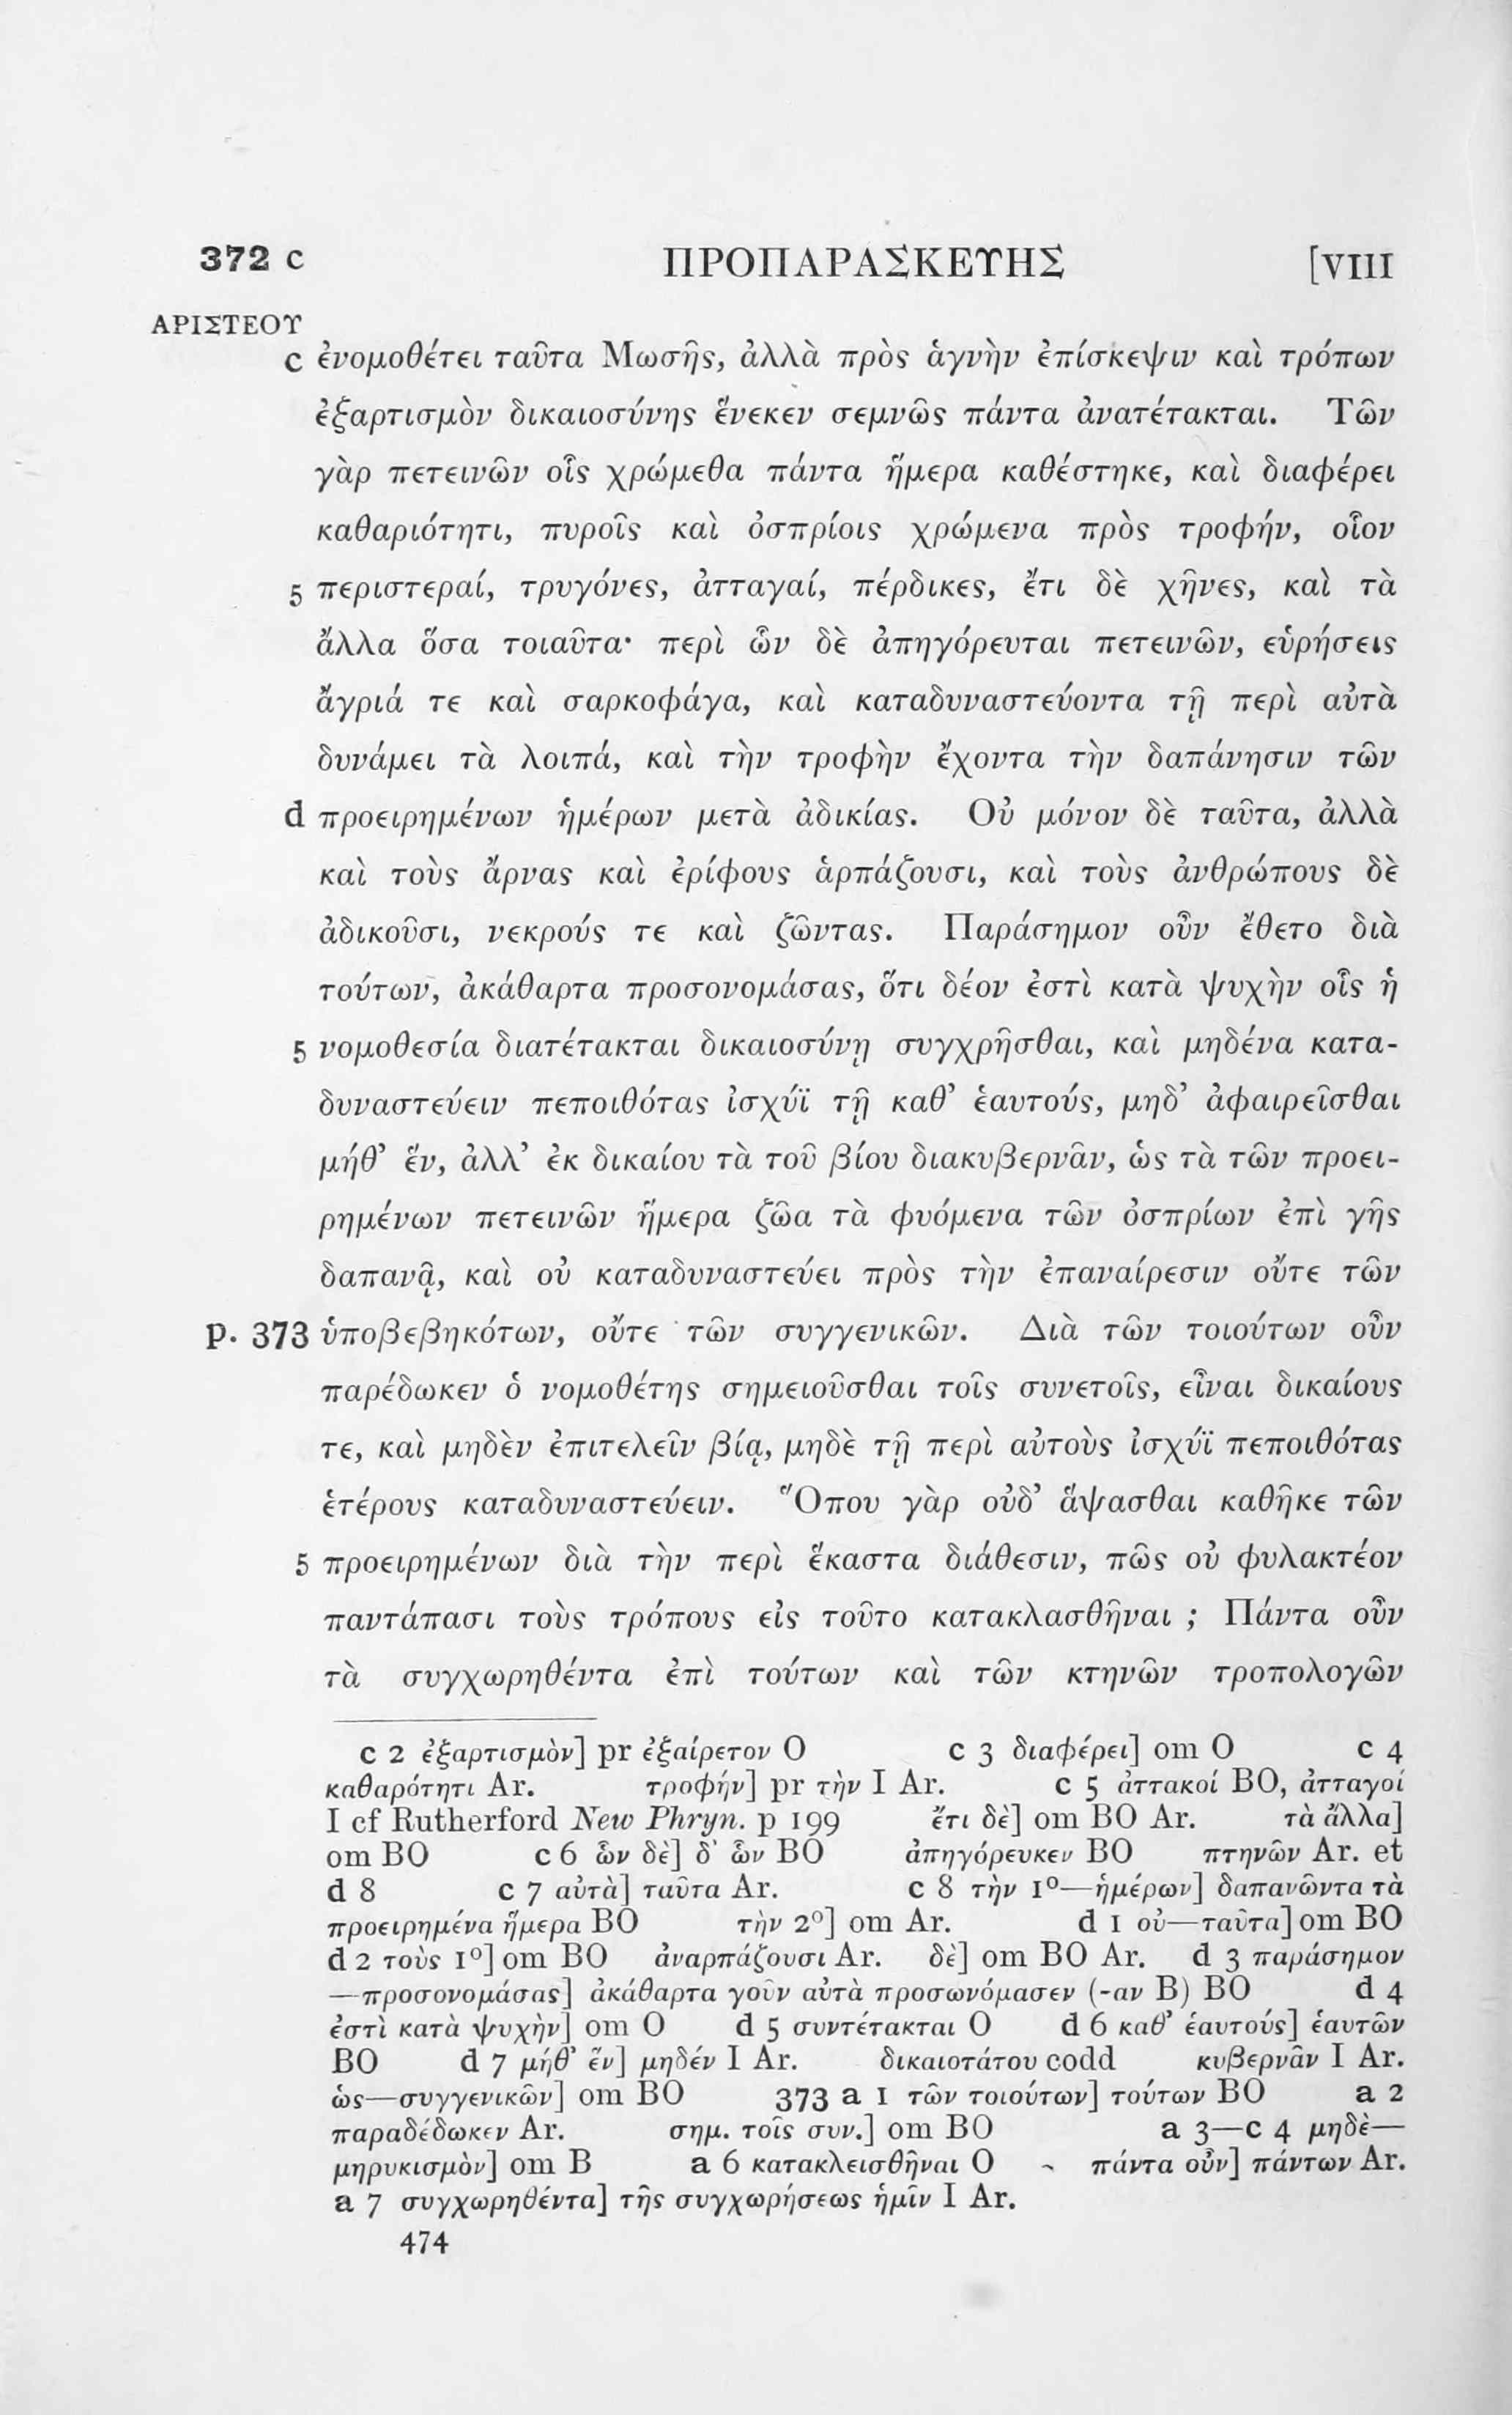 372 c ΠΡΟΠΑΡΑΣΚΕΥΗΣ [VIII
ΑΡΙΣΤΕΟΥ
c ἐνομοθέτει ταῦτα Μωσῆς, ἀλλὰ πρὸς ἁγνὴν ἐπίσκεψιν καὶ τρόπων
ἐξαρτισμὸν δικαιοσύνης ἕνεκεν σεμνῶς πάντα ἀνατέτακται. Τῶν
γὰρ πετεινῶν οἷς χρώμεθα πάντα ἥμερα καθέστηκε, καὶ διαφέρει
καθαριότητι, πυροῖς καὶ ὀσπρίοις χρώμενα πρὸς τροφήν, οἷον
5 περιστεραί, τρυγόνες, ἀτταγαί, πέρδικες, ἔτι δὲ χῆνες, καὶ τὰ
ἄλλα ὅσα τοιαῦτα· περὶ ὧν δὲ ἀπηγόρευται πετεινῶν, εὑρήσεις
ἄγριά τε καὶ σαρκοφάγα, καὶ καταδυναστεύοντα τῇ περὶ αὐτὰ
δυνάμει τὰ λοιπά, καὶ τὴν τροφὴν ἔχοντα τὴν δαπάνησιν τῶν
d προειρημένων ἡμέρων μετὰ ἀδικίας. Οὐ μόνον δὲ ταῦτα, ἀλλὰ
καὶ τοὺς ἄρνας καὶ ἐρίφους ἁρπάζουσι, καὶ τοὺς ἀνθρώπους δὲ
ἀδικοῦσι, νεκρούς τε καὶ ζῶντας. Παράσημον οὖν ἔθετο διὰ
τούτων, ἀκάθαρτα προσονομάσας, ὅτι δέον ἐστὶ κατὰ ψυχὴν οἷς ἡ
5 νομοθεσία διατέτακται δικαιοσύνῃ συγχρῆσθαι, καὶ μηδένα κατα-
δυναστεύειν πεποιθότας ἰσχύϊ τῇ καθ’ ἑαυτούς, μηδ’ ἀφαιρεῖσθαι
μήθ’ ἕν, ἀλλ’ ἐκ δικαίου τὰ τοῦ βίου διακυβερνᾶν, ὡς τὰ τῶν προει-
ρημένων πετεινῶν ἥμερα ζῶα τὰ φυόμενα τῶν ὀσπρίων ἐπὶ γῆς
δαπανᾷ, καὶ οὐ καταδυναστεύει πρὸς τὴν ἐπαναίρεσιν οὔτε τῶν
p. 373 ὑποβεβηκότων, οὔτε τῶν συγγενικῶν. Διὰ τῶν τοιούτων οὖν
παρέδωκεν ὁ νομοθέτης σημειοῦσθαι τοῖς συνετοῖς, εἶναι δικαίους
τε, καὶ μηδὲν ἐπιτελεῖν βίᾳ, μηδὲ τῇ περὶ αὐτοὺς ἰσχύϊ πεποιθότας
ἑτέρους καταδυναστεύειν. Ὅπου γὰρ οὐδ’ ἅψασθαι καθῆκε τῶν
5 προειρημένων διὰ τὴν περὶ ἕκαστα διάθεσιν, πῶς οὐ φυλακτέον
παντάπασι τοὺς τρόπους εἰς τοῦτο κατακλασθῆναι ; Πάντα οὖν
τὰ συγχωρηθέντα ἐπὶ τούτων καὶ τῶν κτηνῶν τροπολογῶν
c 2 ἐξαρτισμὸν] pr ἐξαίρετον O c 3 διαφέρει] om O c 4
καθαρότητι Ar. τροφήν] pr τὴν I Ar. c 5 ἀττακοί BO, ἀτταγοί
I cf Rutherford New Phryn. p 199 ἔτι δὲ] om BO Ar. τὰ ἄλλα]
om BO c 6 ὧν δὲ] δ’ ὧν BO ἀπηγόρευκεν BO πτηνῶν Ar. et
d 8 c 7 αὐτὰ] ταῦτα Ar. c 8 τὴν 1º—ἡμέρων] δαπανῶντα τὰ
προειρημένα ἥμερα BO τὴν 2º] om Ar. d 1 οὐ—ταῦτα] om BO
d 2 τοὺς 1º] om BO ἀναρπάζουσι Ar. δὲ] om BO Ar. d 3 παράσημον
—προσονομάσας] ἀκάθαρτα γοῦν αὐτὰ προσωνόμασεν (-αν B) BO d 4
ἐστὶ κατὰ ψυχὴν] om O d 5 συντέτακται O d 6 καθ’ ἑαυτούς] ἑαυτῶν
BO d 7 μήθ’ ἕν] μηδέν I Ar. δικαιοτάτου codd κυβερνᾶν I Ar.
ὡς—συγγενικῶν] om BO 373 a 1 τῶν τοιούτων] τούτων BO a 2
παραδέδωκεν Ar. σημ. τοῖς συν.] om BO a 3—c 4 μηδὲ—
μηρυκισμὸν] om B a 6 κατακλεισθῆναι O πάντα οὖν] πάντων Ar.
a 7 συγχωρηθέντα] τῆς συγχωρήσεως ἡμῖν I Ar.
474